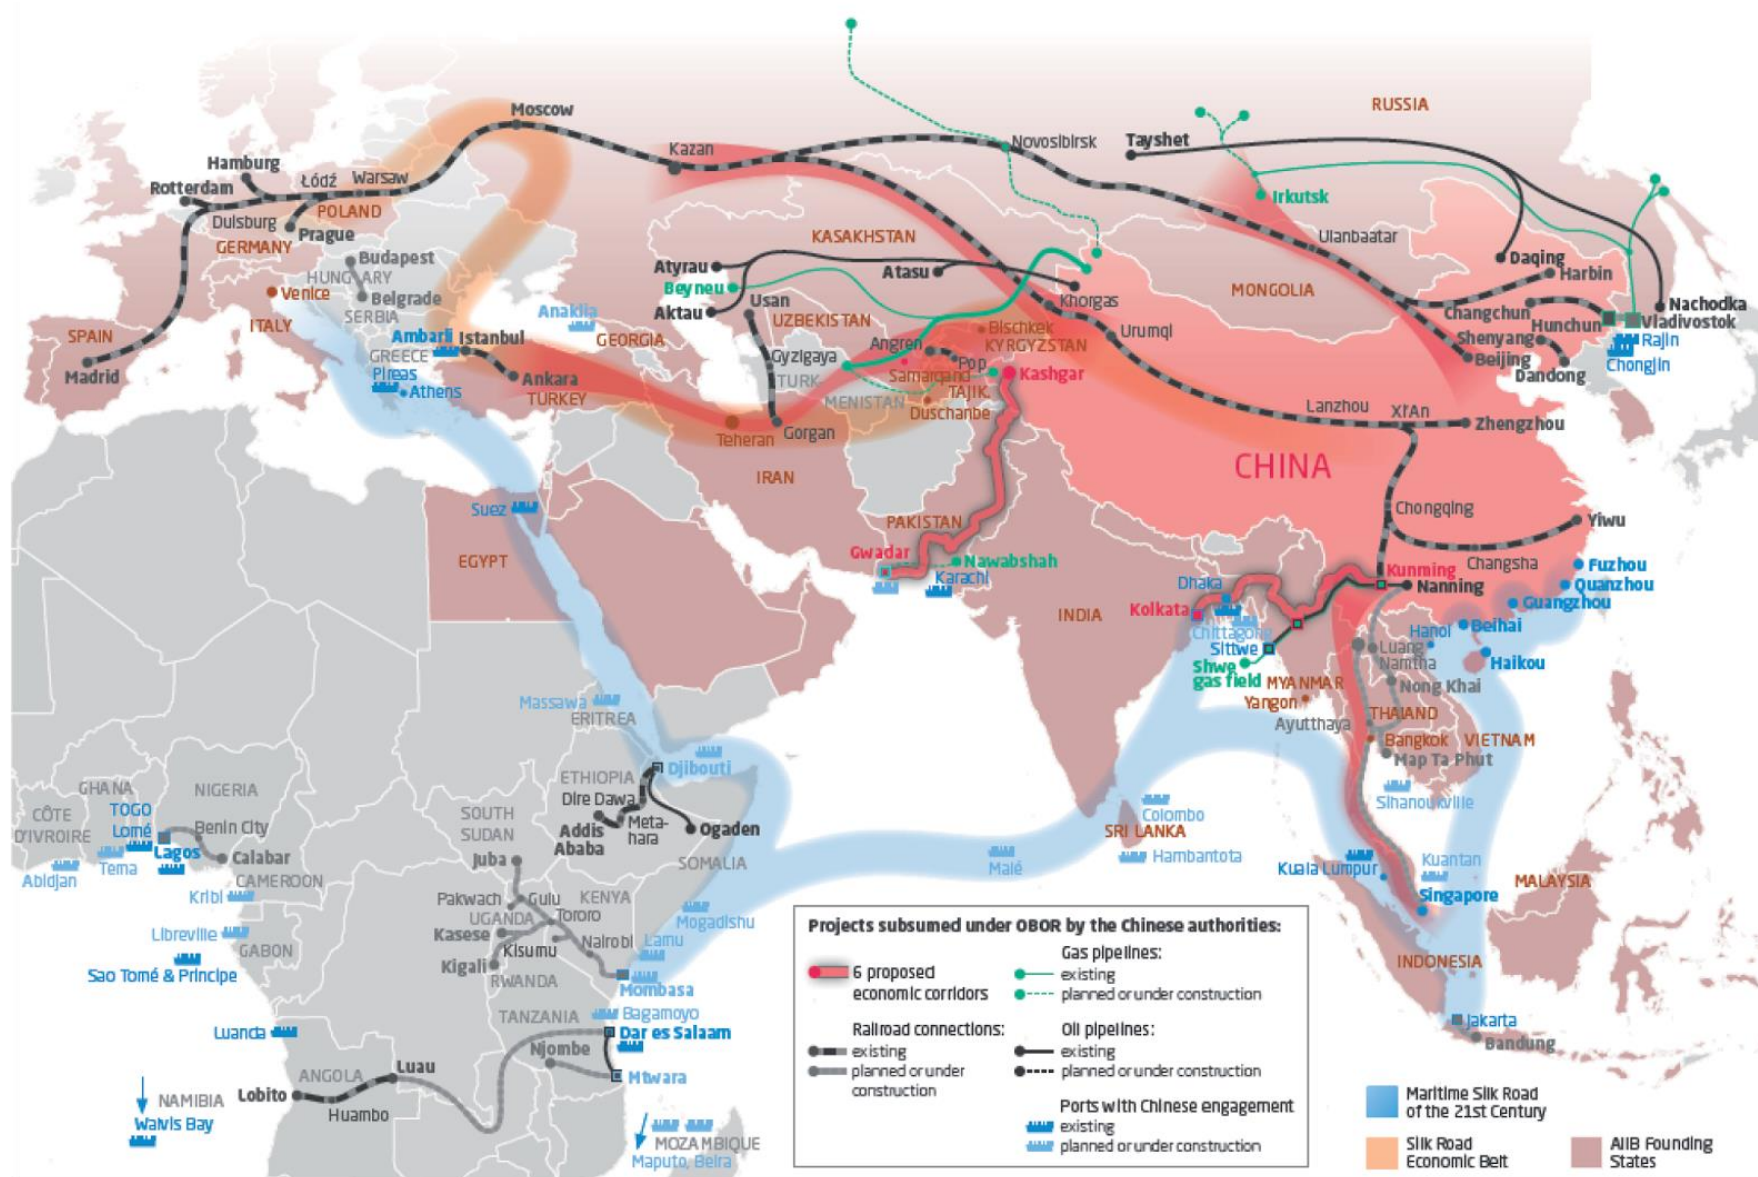 RUSSIA
Moscow
Kazan
Novosibirsk
Tayshet
Hamburg
Rotterdam
Łódź
Warsaw
Duisburg
POLAND
Prague
GERMANY
Irkutsk
Ulanbaatar
KASAKHSTAN
Budapest
HUNGARY
Belgrade
SERBIA
Venice
ITALY
SPAIN
Madrid
Atyrau
Beyneu
Aktau
Atasu
Usan
Khorgas
MONGOLIA
Daqing
Harbin
Changchun
Hunchun
Nachodka
Vladivostok
Rajin
Chongjin
Shenyang
Beijing
Dandong
Anaklia
GEORGIA
UZBEKISTAN
Bischkek
KYRGYZSTAN
Urumqi
Ambarli
Istanbul
GREECE
Pireas
Athens
Ankara
TURKEY
Gyzlgaya
TURK-
MENISTAN
Angren
Pop
Samarqand
TAJIK.
Duschanbe
Kashgar
Teheran
Gorgan
IRAN
Lanzhou
XI'An
Zhengzhou
CHINA
Suez
EGYPT
PAKISTAN
Gwadar
Nawabshah
Karachi
INDIA
Chongqing
Yiwu
Changsha
Fuzhou
Quanzhou
Guangzhou
Kunming
Nanning
Beihai
Hanoi
Haikou
Dhaka
Kolkata
Chittagong
Sittwe
Shwe
gas field
MYANMAR
Yangon
Luang
Namtha
Nong Khai
THAILAND
Ayutthaya
Bangkok
VIETNAM
Map Ta Phut
Sihanoukville
Massawa
ERITREA
Djibouti
ETHIOPIA
Dire Dawa
Addis
Ababa
Meta-
hara
Ogaden
SOMALIA
GHANA
CÔTE
D'IVROIRE
TOGO
Lomé
NIGERIA
Benin City
Lagos
Calabar
Tema
Abidjan
CAMEROON
Kribi
Libreville
GABON
Sao Tomé & Principe
SOUTH
SUDAN
Juba
Pakwach
Gulu
KENYA
UGANDA
Tororo
Kasese
Kisumu
Nairobi
Kigali
RWANDA
Lamu
Mogadishu
Mombasa
TANZANIA
Bagamoyo
Dar es Salaam
Njombe
Mtwara
Luanda
ANGOLA
Luau
Lobito
Huambo
NAMIBIA
Walvis Bay
MOZAMBIQUE
Maputo, Beira
Colombo
SRI LANKA
Hambantota
Malé
Kuala Lumpur
Kuantan
Singapore
MALAYSIA
INDONESIA
Jakarta
Bandung
Projects subsumed under OBOR by the Chinese authorities:
6 proposed
economic corridors
Railroad connections:
existing
planned or under
construction
Gas pipelines:
existing
planned or under construction
Oil pipelines:
existing
planned or under construction
Ports with Chinese engagement
existing
planned or under construction
Maritime Silk Road
of the 21st Century
Silk Road
Economic Belt
AIIB Founding
States